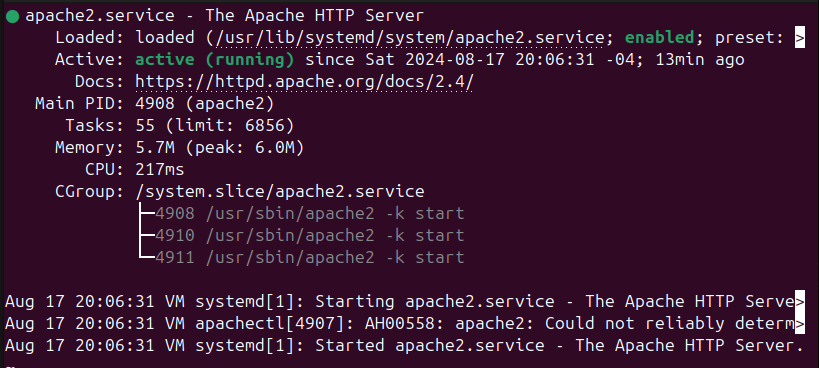 ● apache2.service - The Apache HTTP Server
Loaded: loaded (/usr/lib/systemd/system/apache2.service; enabled; preset: >
Active: active (running) since Sat 2024-08-17 20:06:31 -04; 13min ago
Docs: https://httpd.apache.org/docs/2.4/
Main PID: 4908 (apache2)
Tasks: 55 (limit: 6856)
Memory: 5.7M (peak: 6.0M)
CPU: 217ms
CGroup: /system.slice/apache2.service
├─4908 /usr/sbin/apache2 -k start
├─4910 /usr/sbin/apache2 -k start
└─4911 /usr/sbin/apache2 -k start
Aug 17 20:06:31 VM systemd[1]: Starting apache2.service - The Apache HTTP Serve>
Aug 17 20:06:31 VM apachectl[4907]: AH00558: apache2: Could not reliably determ>
Aug 17 20:06:31 VM systemd[1]: Started apache2.service - The Apache HTTP Server.